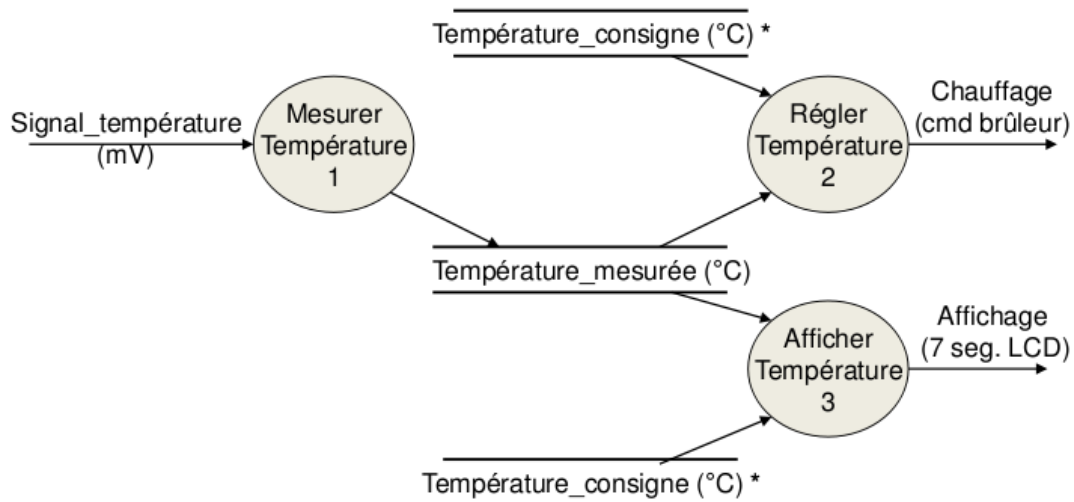 Température_consigne (°C) *
Signal_température
(mV)
Mesurer
Température
1
Régler
Température
2
Chauffage
(cmd brûleur)
Température_mesurée (°C)
Afficher
Température
3
Affichage
(7 seg. LCD)
Température_consigne (°C) *